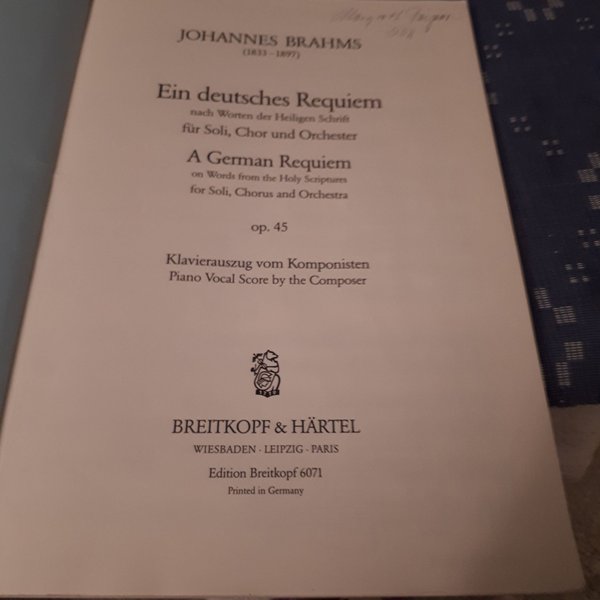 JOHANNES BRAHMS
(1833 - 1897)
Ein deutsches Requiem
nach Worten der Heiligen Schrift
für Soli, Chor und Orchester
A German Requiem
on Words from the Holy Scriptures
for Soli, Chorus and Orchestra
op. 45
Klavierauszug vom Komponisten
Piano Vocal Score by the Composer
BREITKOPF & HÄRTEL
WIESBADEN · LEIPZIG · PARIS
Edition Breitkopf 6071
Printed in Germany